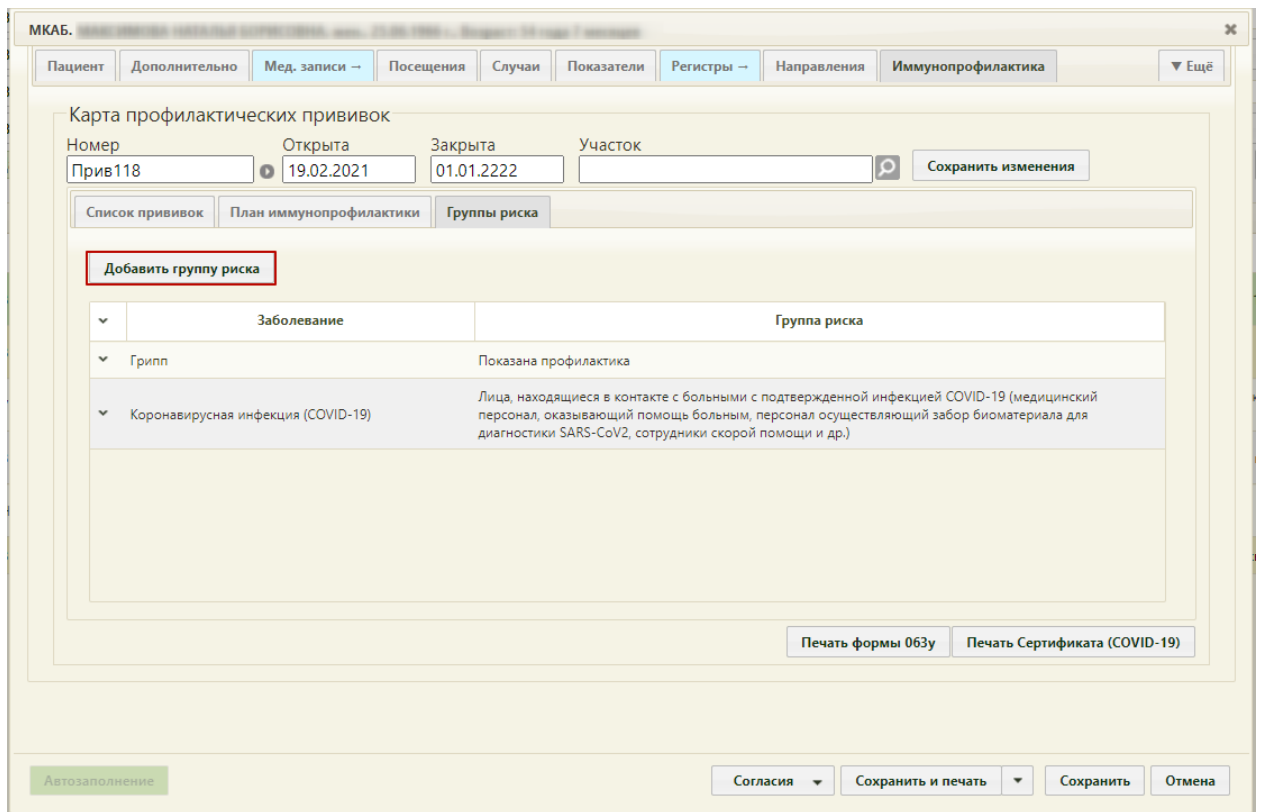 МКАБ.
Пациент Дополнительно Мед. записи → Посещения Случаи Показатели Регистры → Направления Иммунопрофилактика ▼ Ещё
Карта профилактических прививок
Номер Открыта Закрыта Участок
Прив118 19.02.2021 01.01.2222 Сохранить изменения
Список прививок План иммунопрофилактики Группы риска
Добавить группу риска
Заболевание Группа риска
Грипп Показана профилактика
Лица, находящиеся в контакте с больными с подтвержденной инфекцией COVID-19 (медицинский
Коронавирусная инфекция (COVID-19) персонал, оказывающий помощь больным, персонал осуществляющий забор биоматериала для
диагностики SARS-CoV2, сотрудники скорой помощи и др.)
Печать формы 063у Печать Сертификата (COVID-19)
Автозаполнение Согласия Сохранить и печать Сохранить Отмена